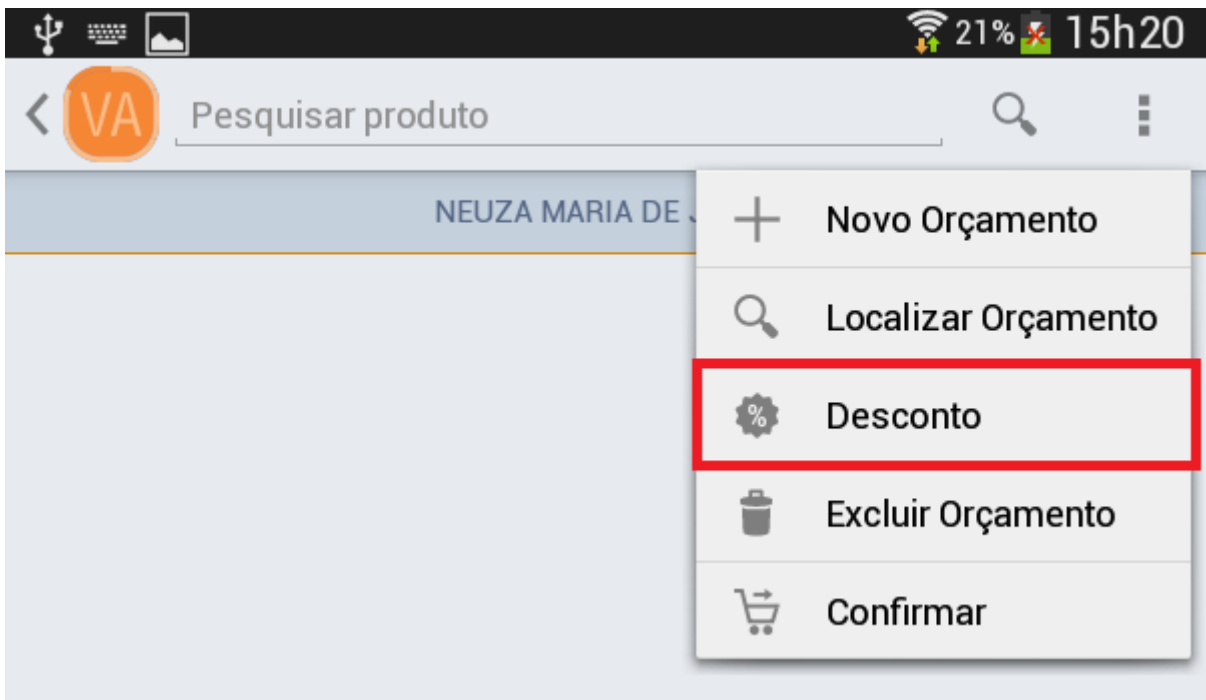 21% 15h20
VA Pesquisar produto
NEUZA MARIA DE
Novo Orçamento
Localizar Orçamento
% Desconto
Excluir Orçamento
Confirmar